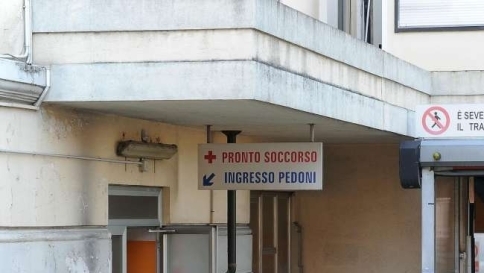 PRONTO SOCCORSO
INGRESSO PEDONI
È SEVE
IL TRA